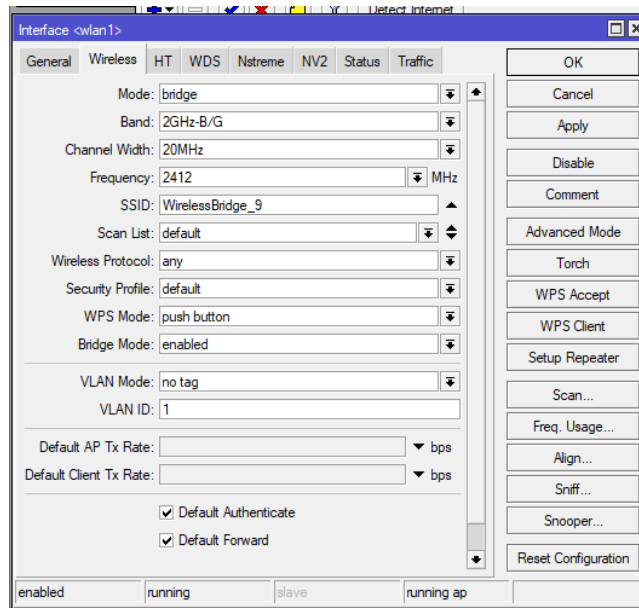 Detect Internet
Interface <wlan1>
General Wireless HT WDS Nstreme NV2 Status Traffic
Mode: bridge
Band: 2GHz-B/G
Channel Width: 20MHz
Frequency: 2412 MHz
SSID: WirelessBridge_9
Scan List: default
Wireless Protocol: any
Security Profile: default
WPS Mode: push button
Bridge Mode: enabled
VLAN Mode: no tag
VLAN ID: 1
Default AP Tx Rate: bps
Default Client Tx Rate: bps
Default Authenticate
Default Forward
OK
Cancel
Apply
Disable
Comment
Advanced Mode
Torch
WPS Accept
WPS Client
Setup Repeater
Scan...
Freq. Usage...
Align...
Sniff...
Snooper...
Reset Configuration
enabled running slave running ap